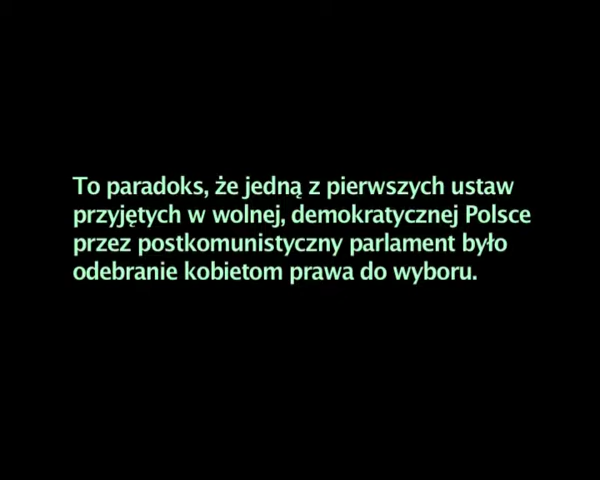 To paradoks, że jedną z pierwszych ustaw
przyjętych w wolnej, demokratycznej Polsce
przez postkomunistyczny parlament było
odebranie kobietom prawa do wyboru.